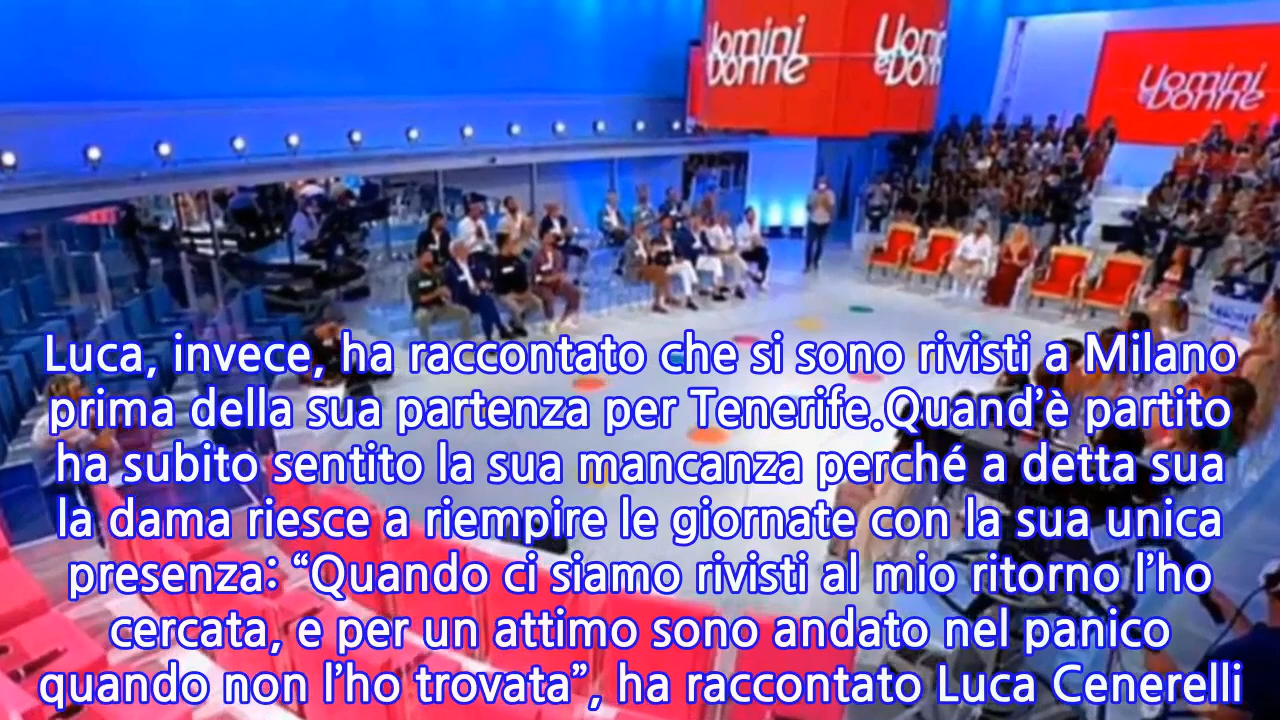 Uomini
e Donne
Uomini
e Donne
Uomini
e Donne
Luca, invece, ha raccontato che si sono rivisti a Milano
prima della sua partenza per Tenerife.Quand’è partito
ha subito sentito la sua mancanza perché a detta sua
la dama riesce a riempire le giornate con la sua unica
presenza: “Quando ci siamo rivisti al mio ritorno l’ho
cercata, e per un attimo sono andato nel panico
quando non l’ho trovata”, ha raccontato Luca Cenerelli